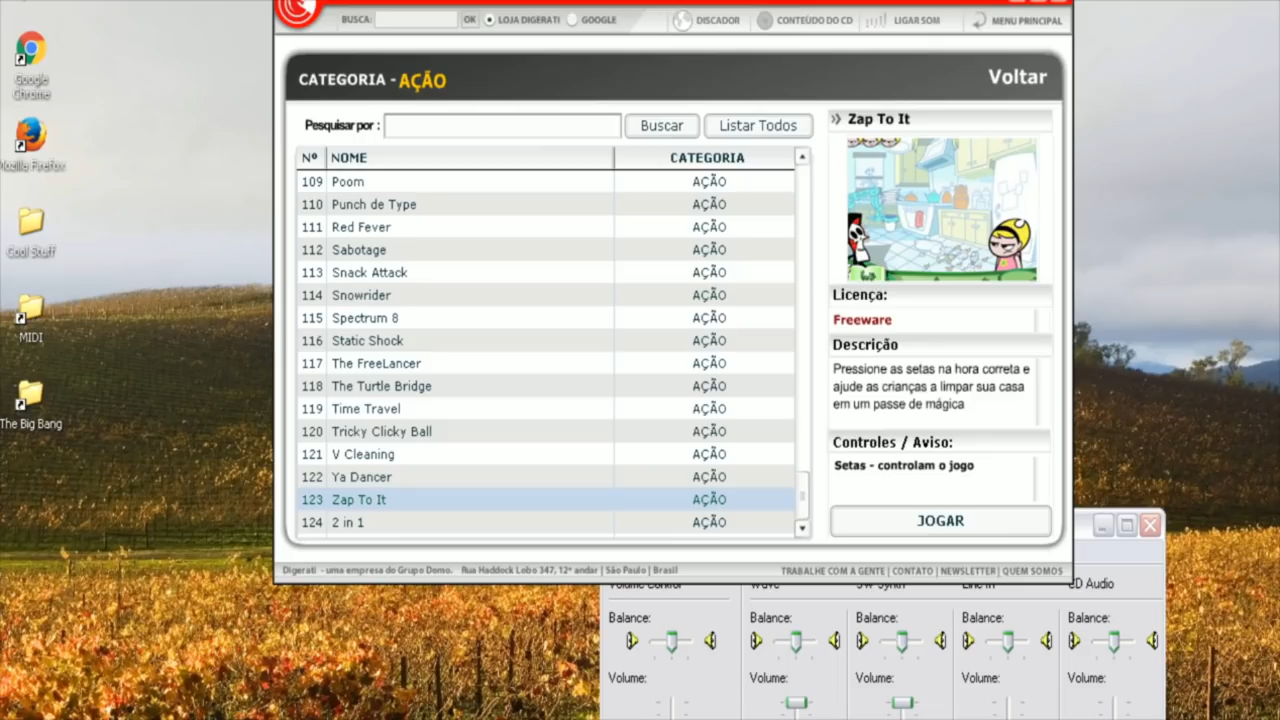 BUSCA:
OK
LOJA DIGERATI
GOOGLE
DISCADOR
CONTEÚDO DO CD
LIGAR SOM
MENU PRINCIPAL
CATEGORIA - AÇÃO
Voltar
Pesquisar por :
Buscar
Listar Todos
Nº NOME CATEGORIA
109 Poom AÇÃO
110 Punch de Type AÇÃO
111 Red Fever AÇÃO
112 Sabotage AÇÃO
113 Snack Attack AÇÃO
114 Snowrider AÇÃO
115 Spectrum 8 AÇÃO
116 Static Shock AÇÃO
117 The FreeLancer AÇÃO
118 The Turtle Bridge AÇÃO
119 Time Travel AÇÃO
120 Tricky Clicky Ball AÇÃO
121 V Cleaning AÇÃO
122 Ya Dancer AÇÃO
123 Zap To It AÇÃO
124 2 in 1 AÇÃO
Zap To It
Licença:
Freeware
Descrição
Pressione as setas na hora correta e
ajude as crianças a limpar sua casa
em um passe de mágica
Controles / Aviso:
Setas - controlam o jogo
JOGAR
Digerati - uma empresa do Grupo Domo. Rua Haddock Lobo 347, 12º andar | São Paulo | Brasil
TRABALHE COM A GENTE | CONTATO | NEWSLETTER | QUEM SOMOS
Google
Chrome
Mozilla Firefox
Cool Stuff
MIDI
The Big Bang
Volume Control
Wave
SW Synth
Line In
CD Audio
Balance:
Balance:
Balance:
Balance:
Balance:
Volume:
Volume:
Volume:
Volume:
Volume: